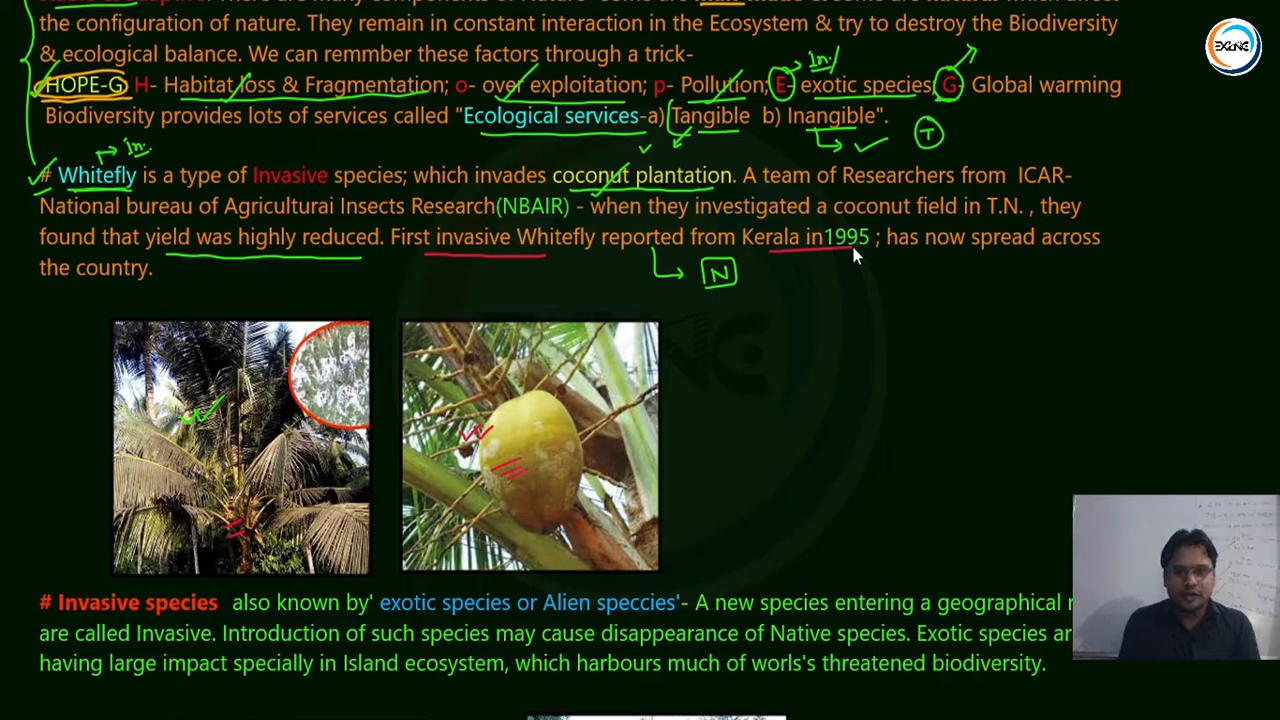 the configuration of nature. They remain in constant interaction in the Ecosystem & try to destroy the Biodiversity
& ecological balance. We can remmber these factors through a trick-
In/
HOPE-G H- Habitat loss & Fragmentation; o- over exploitation; p- Pollution; E- exotic species, G- Global warming
Biodiversity provides lots of services called "Ecological services-a) Tangible b) Inangible".
T
In.
# Whitefly is a type of Invasive species; which invades coconut plantation. A team of Researchers from ICAR-
National bureau of Agriculturai Insects Research(NBAIR) - when they investigated a coconut field in T.N. , they
found that yield was highly reduced. First invasive Whitefly reported from Kerala in1995 ; has now spread across
the country.
N
# Invasive species also known by' exotic species or Alien speccies'- A new species entering a geographical
are called Invasive. Introduction of such species may cause disappearance of Native species. Exotic species
having large impact specially in Island ecosystem, which harbours much of worls's threatened biodiversity.